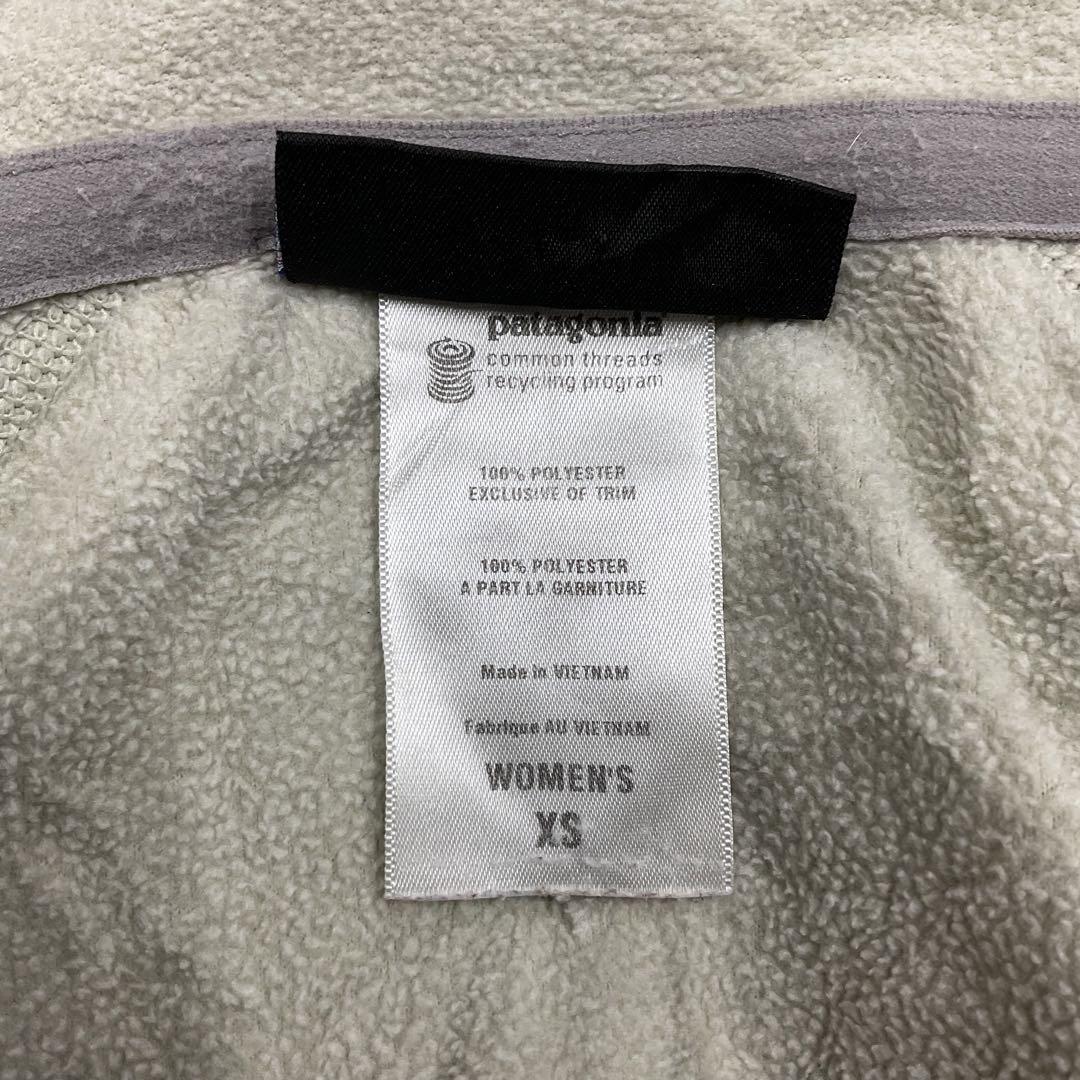 patagonia
common threads
recycling program
100% POLYESTER
EXCLUSIVE OF TRIM
100% POLYESTER
A PART LA GARNITURE
Made in VIETNAM
Fabrique AU VIETNAM
WOMEN'S
XS